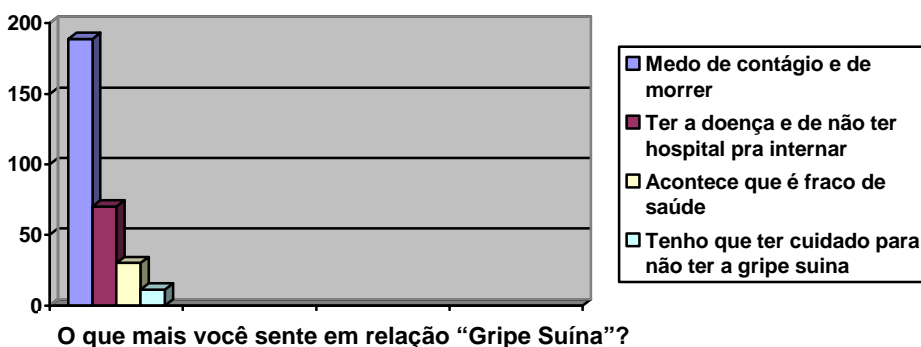 200
150
100
50
0
Medo de contágio e de
morrer
Ter a doença e de não ter
hospital pra internar
Acontece que é fraco de
saúde
Tenho que ter cuidado para
não ter a gripe suina
O que mais você sente em relação “Gripe Suína”?